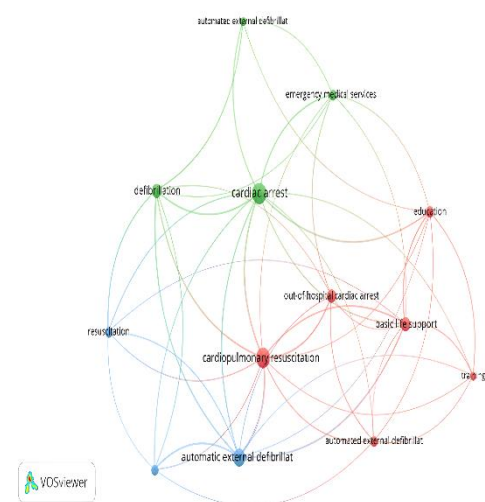 automated external defibrillat
emergency medical services
defibrillation
cardiac arrest
education
out-of hospital cardiac arrest
basic life support
resuscitation
cardiopulmonary resuscitation
training
automated external-defibrillat
automatic external-defibrillat
VOSviewer